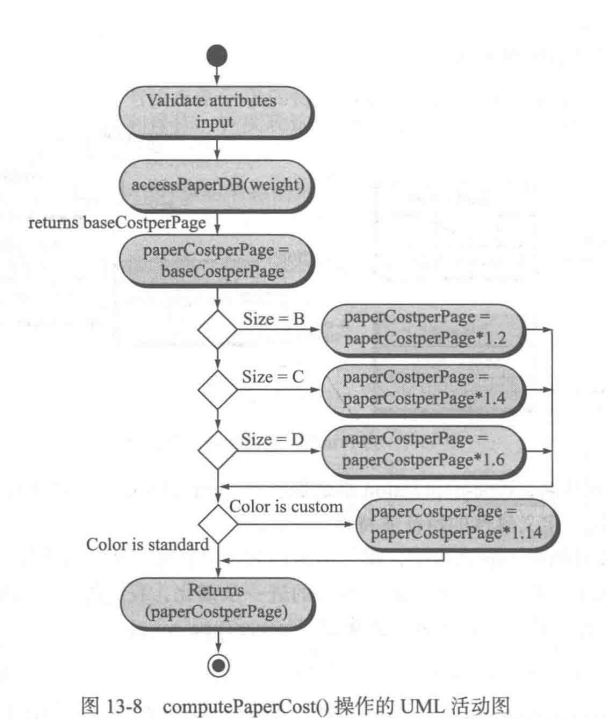 Validate attributes
input
accessPaperDB(weight)
returns baseCostperPage
paperCostperPage =
baseCostperPage
Size = B
paperCostperPage =
paperCostperPage*1.2
Size = C
paperCostperPage =
paperCostperPage*1.4
Size = D
paperCostperPage =
paperCostperPage*1.6
Color is custom
paperCostperPage =
paperCostperPage*1.14
Color is standard
Returns
(paperCostperPage)
图 13-8 computePaperCost() 操作的 UML 活动图